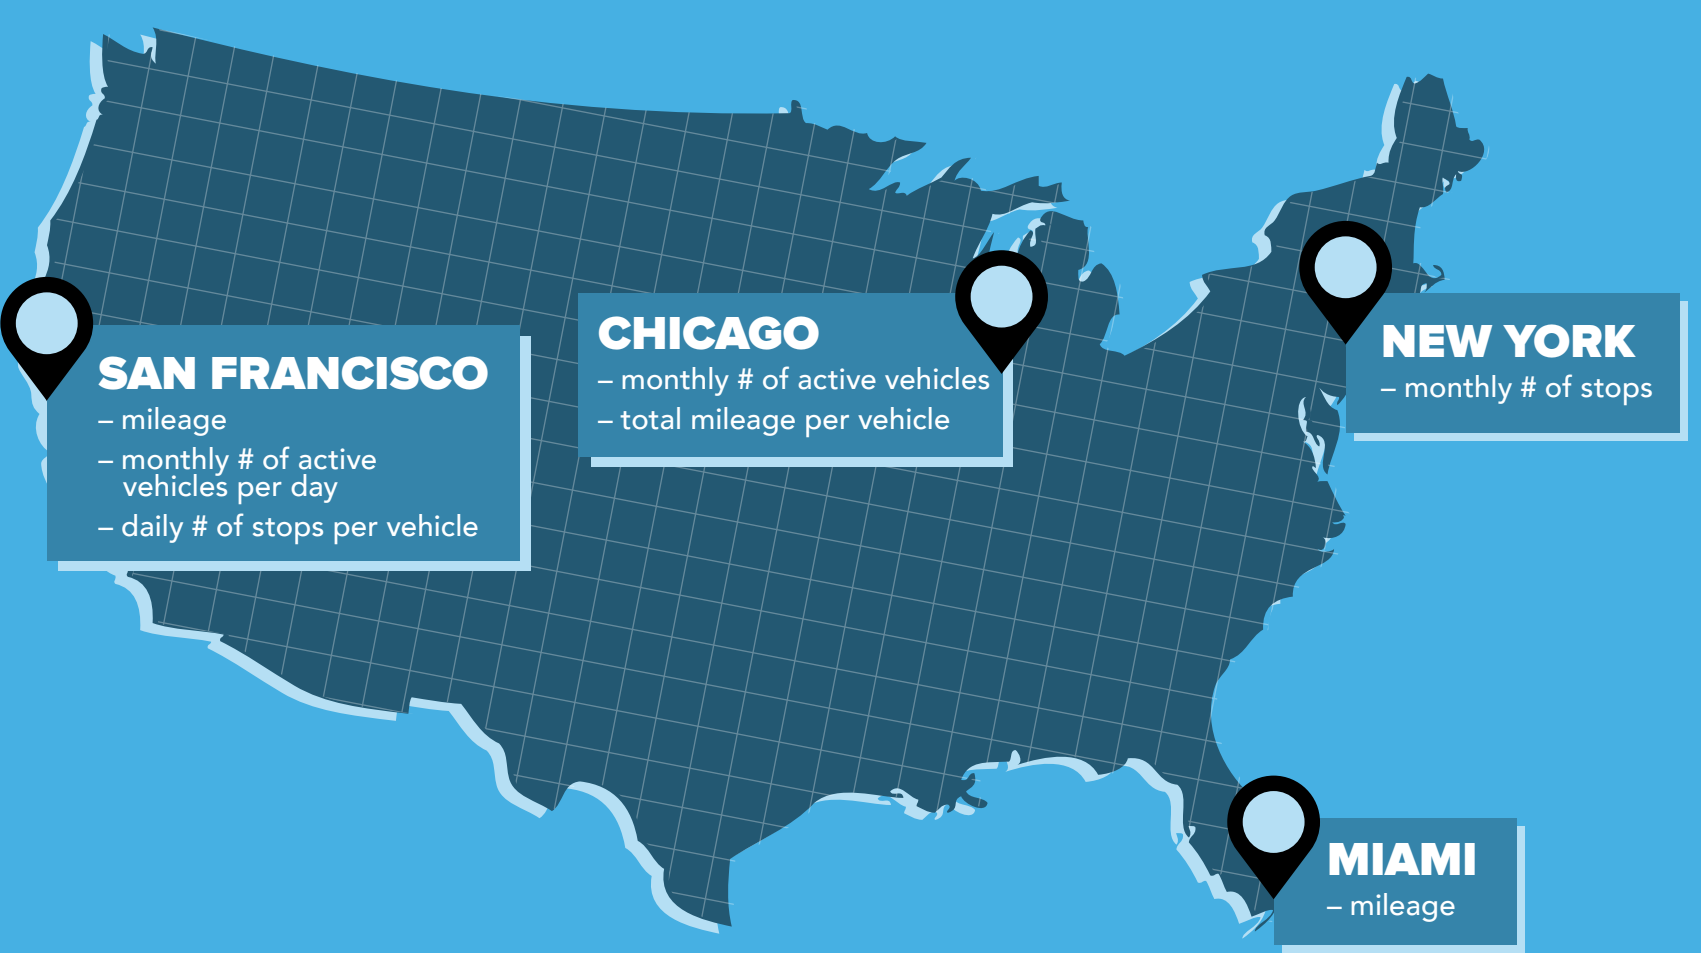 SAN FRANCISCO
– mileage
– monthly # of active
vehicles per day
– daily # of stops per vehicle
CHICAGO
– monthly # of active vehicles
– total mileage per vehicle
NEW YORK
– monthly # of stops
MIAMI
– mileage